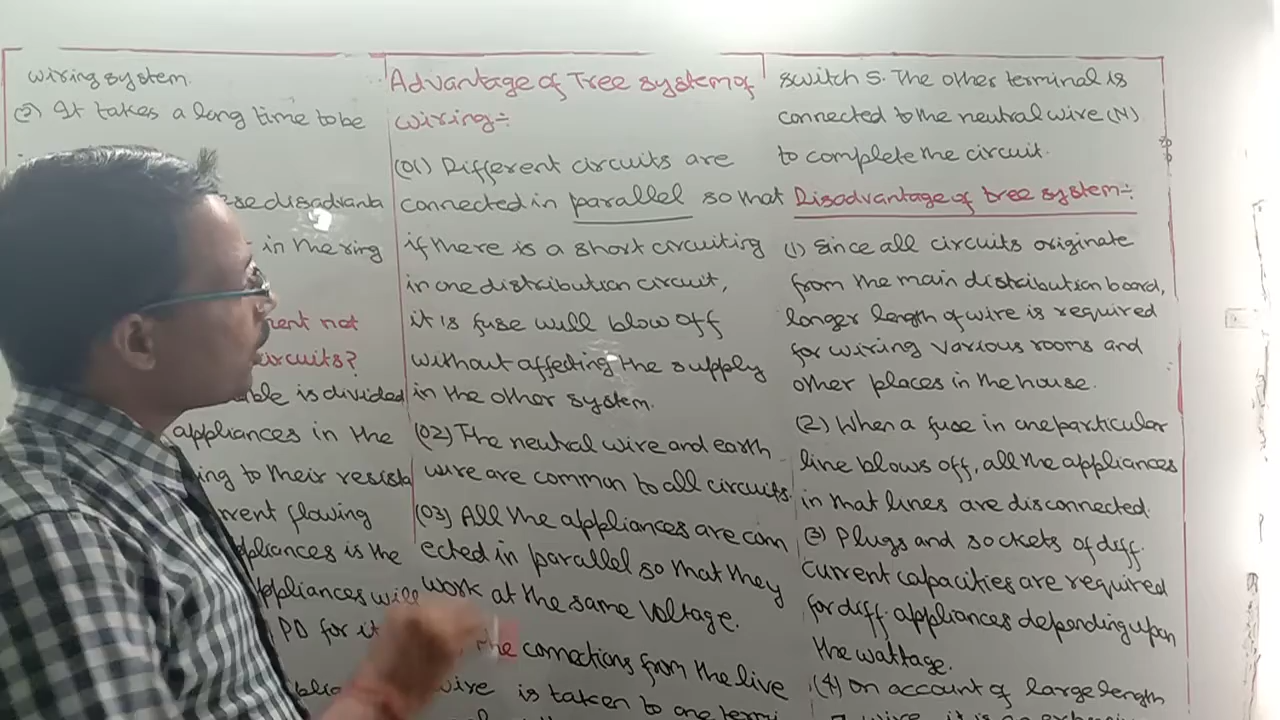 wiring system.
(2) It takes a long time to be
disadvanta
in the ring
not
circuits?
is divided
appliances in the
to their resista
flowing
is the
appliances will
PD for it
Advantage of Tree system of
wiring:-
(01) Different circuits are
connected in parallel so that
if there is a short circuiting
in one distribution circuit,
it is fuse will blow off
without affecting the supply
in the other system.
(02) The neutral wire and earth
wire are common to all circuits.
(03) All the appliances are conn
ected in parallel so that they
work at the same voltage.
the connections from the live
wire is taken to one termi
switch S. The other terminal is
connected to the neutral wire (N)
to complete the circuit.
Disadvantage of tree system:-
(1) Since all circuits originate
from the main distribution board,
longer length of wire is required
for wiring various rooms and
other places in the house.
(2) When a fuse in one particular
line blows off, all the appliances
in that lines are disconnected.
(3) Plugs and sockets of diff.
current capacities are required
for diff. appliances depending upon
the wattage.
(4) On account of large length